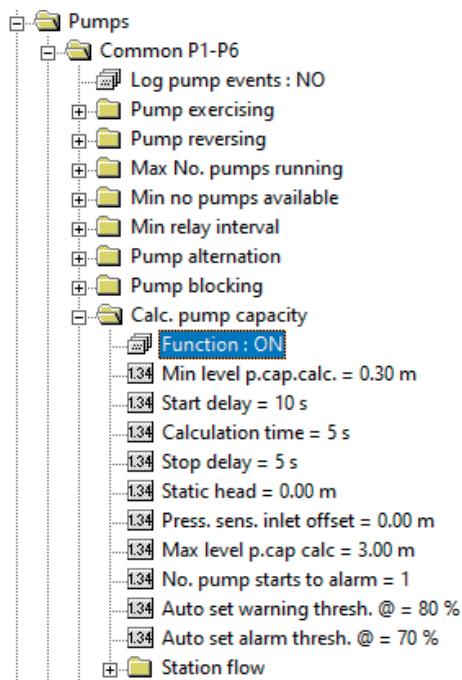 Pumps
Common P1-P6
Log pump events : NO
Pump exercising
Pump reversing
Max No. pumps running
Min no pumps available
Min relay interval
Pump alternation
Pump blocking
Calc. pump capacity
Function : ON
1.34 Min level p.cap.calc. = 0.30 m
1.34 Start delay = 10 s
1.34 Calculation time = 5 s
1.34 Stop delay = 5 s
1.34 Static head = 0.00 m
1.34 Press. sens. inlet offset = 0.00 m
1.34 Max level p.cap calc = 3.00 m
1.34 No. pump starts to alarm = 1
1.34 Auto set warning thresh. @ = 80 %
1.34 Auto set alarm thresh. @ = 70 %
Station flow